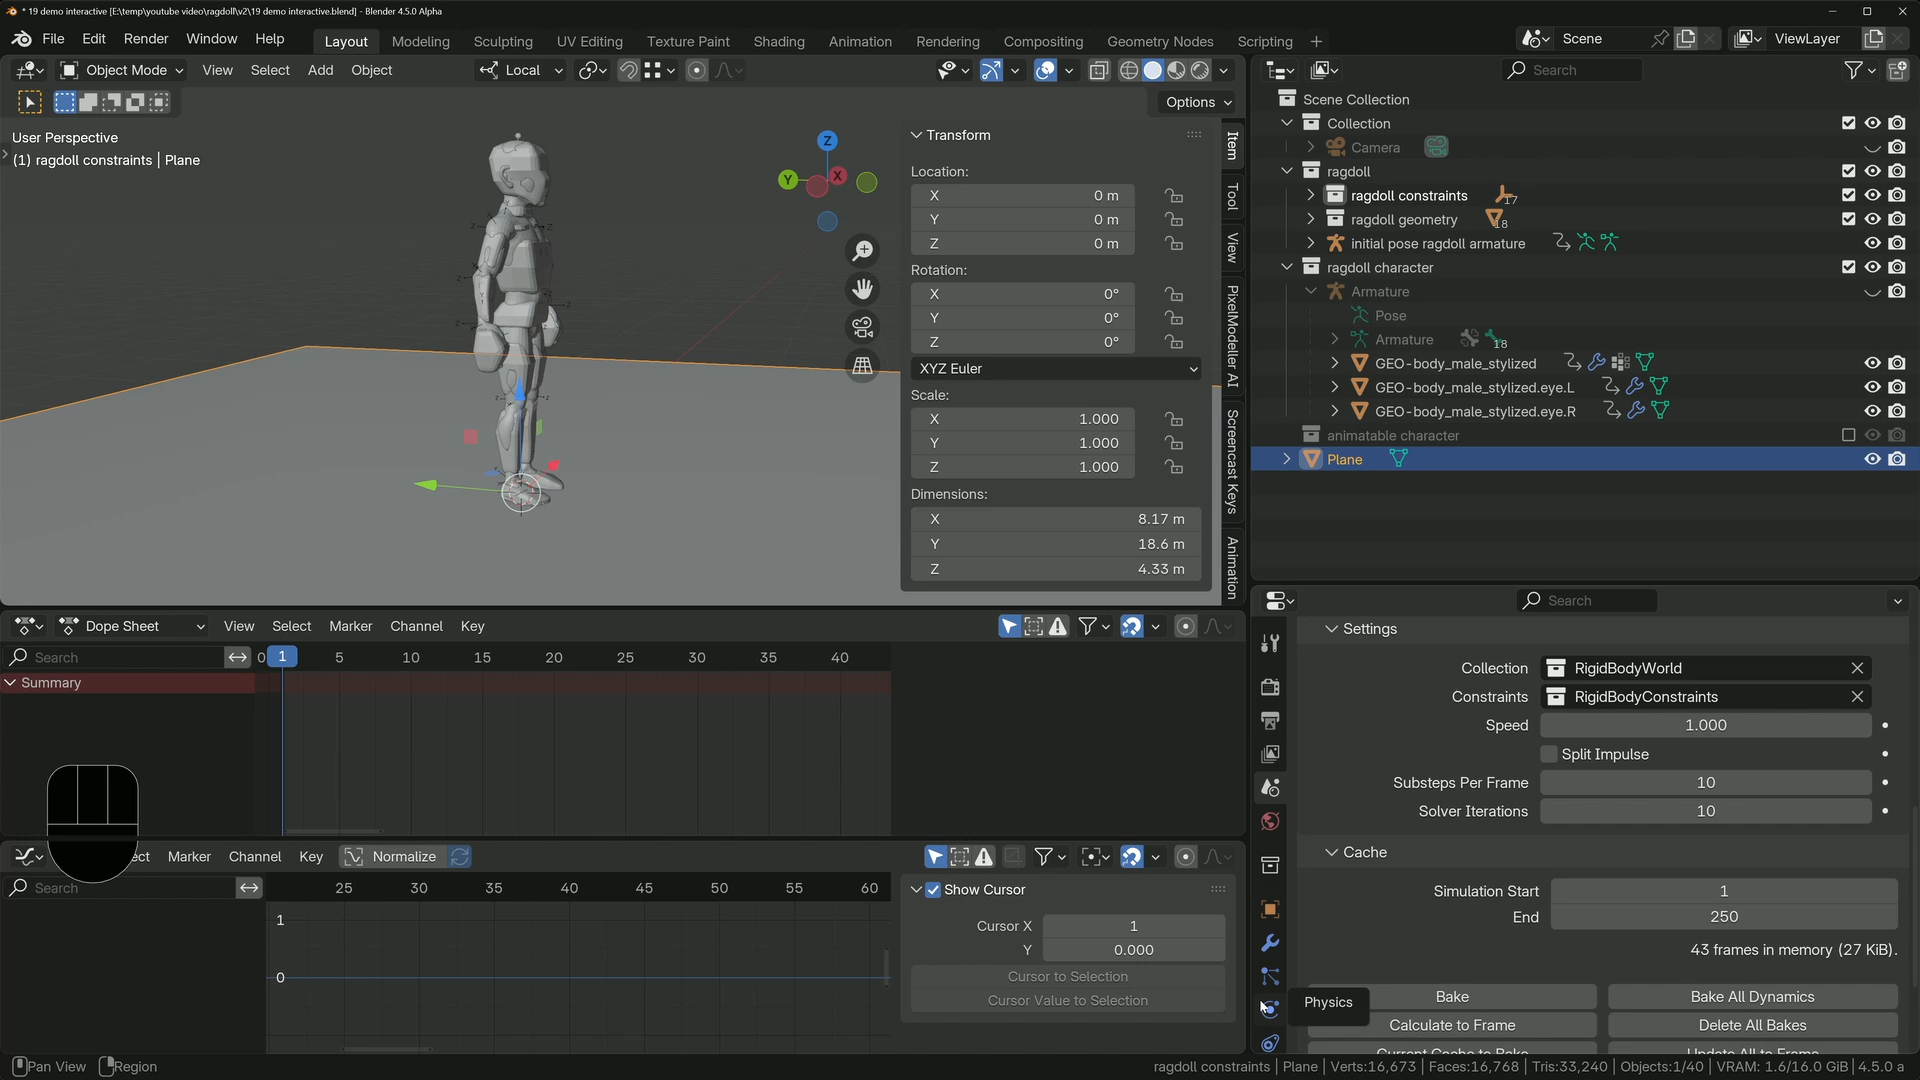 * 19 demo interactive [E:\temp\youtube video\ragdoll\v2\19 demo interactive.blend] - Blender 4.5.0 Alpha
File Edit Render Window Help
Layout Modeling Sculpting UV Editing Texture Paint Shading Animation Rendering Compositing Geometry Nodes Scripting +
Scene
ViewLayer
Object Mode View Select Add Object
Local
Search
Options
User Perspective
(1) ragdoll constraints | Plane
Z
Y
X
Transform
Location:
X 0 m
Y 0 m
Z 0 m
Rotation:
X 0°
Y 0°
Z 0°
XYZ Euler
Scale:
X 1.000
Y 1.000
Z 1.000
Dimensions:
X 8.17 m
Y 18.6 m
Z 4.33 m
Item
Tool
View
PixelModeller AI
Screencast Keys
Animation
Scene Collection
Collection
Camera
ragdoll
ragdoll constraints 17
ragdoll geometry 18
initial pose ragdoll armature
ragdoll character
Armature
Pose
Armature 18
GEO-body_male_stylized
GEO-body_male_stylized.eye.L
GEO-body_male_stylized.eye.R
animatable character
Plane
Dope Sheet View Select Marker Channel Key
Search
0 1 5 10 15 20 25 30 35 40
Summary
ect Marker Channel Key Normalize
Search
25 30 35 40 45 50 55 60
1
0
Show Cursor
Cursor X 1
Y 0.000
Cursor to Selection
Cursor Value to Selection
Search
Settings
Collection RigidBodyWorld
Constraints RigidBodyConstraints
Speed 1.000
Split Impulse
Substeps Per Frame 10
Solver Iterations 10
Cache
Simulation Start 1
End 250
43 frames in memory (27 KiB).
Physics
Bake Bake All Dynamics
Calculate to Frame Delete All Bakes
Current Cache to Bake Update All to Frame
Pan View Region
ragdoll constraints | Plane | Verts:16,673 | Faces:16,768 | Tris:33,240 | Objects:1/40 | VRAM: 1.6/16.0 GiB | 4.5.0 a